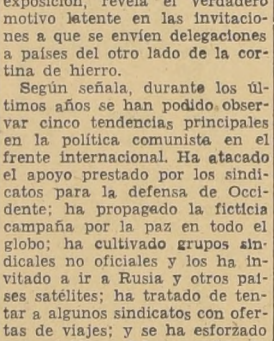 exposición, revela el verdadero
motivo latente en las invitacio-
nes a que se envíen delegaciones
a países del otro lado de la cor-
tina de hierro.
Según señala, durante los úl-
timos años se han podido obser-
var cinco tendencias principales
en la política comunista en el
frente internacional. Ha atacado
el apoyo prestado por los sindi-
catos para la defensa de Occi-
dente; ha propagado la ficticia
campaña por la paz en todo el
globo; ha cultivado grupos sin-
dicales no oficiales y los ha in-
vitado a ir a Rusia y otros paí-
ses satélites; ha tratado de ten-
tar a algunos sindicatos con ofer-
tas de viajes; y se ha esforzado